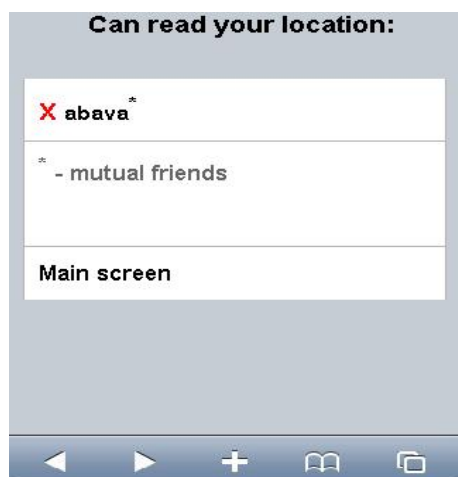 Can read your location:
X abava*
* - mutual friends
Main screen